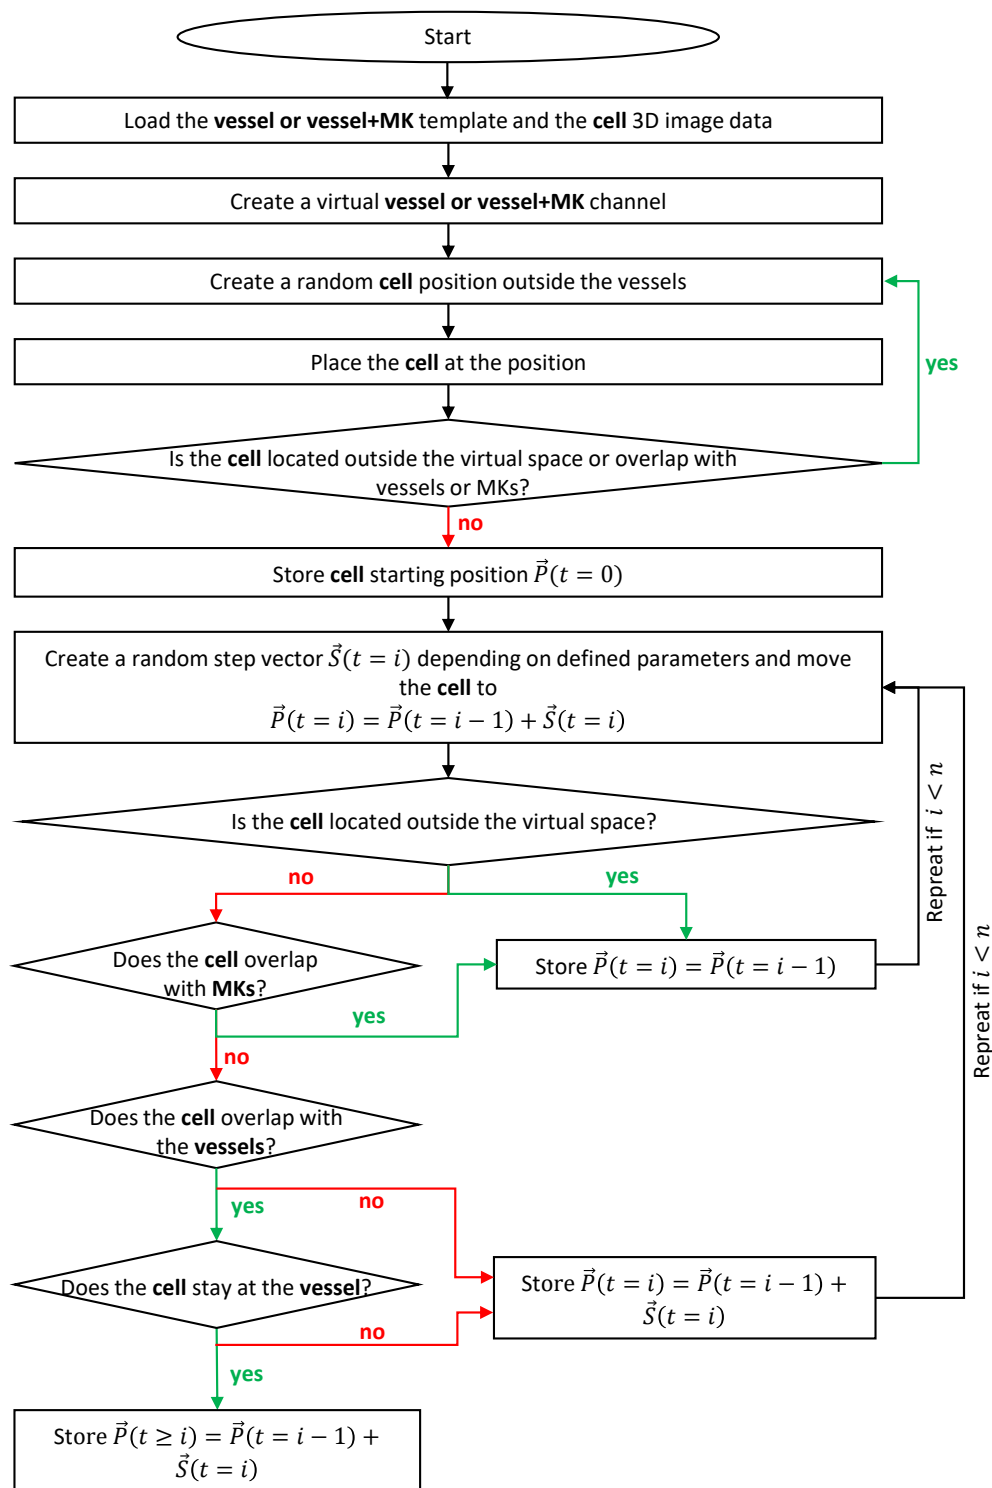 Start
Load the vessel or vessel+MK template and the cell 3D image data
Create a virtual vessel or vessel+MK channel
Create a random cell position outside the vessels
Place the cell at the position
yes
Is the cell located outside the virtual space or overlap with
vessels or MKs?
no
Store cell starting position P⃗(t = 0)
Create a random step vector S⃗(t = i) depending on defined parameters and move
the cell to
P⃗(t = i) = P⃗(t = i − 1) + S⃗(t = i)
Is the cell located outside the virtual space?
no
yes
Repreat if i < n
Repreat if i < n
Does the cell overlap
with MKs?
Store P⃗(t = i) = P⃗(t = i − 1)
yes
no
Does the cell overlap with
the vessels?
yes
no
Does the cell stay at the vessel?
Store P⃗(t = i) = P⃗(t = i − 1) +
S⃗(t = i)
no
yes
Store P⃗(t ≥ i) = P⃗(t = i − 1) +
S⃗(t = i)